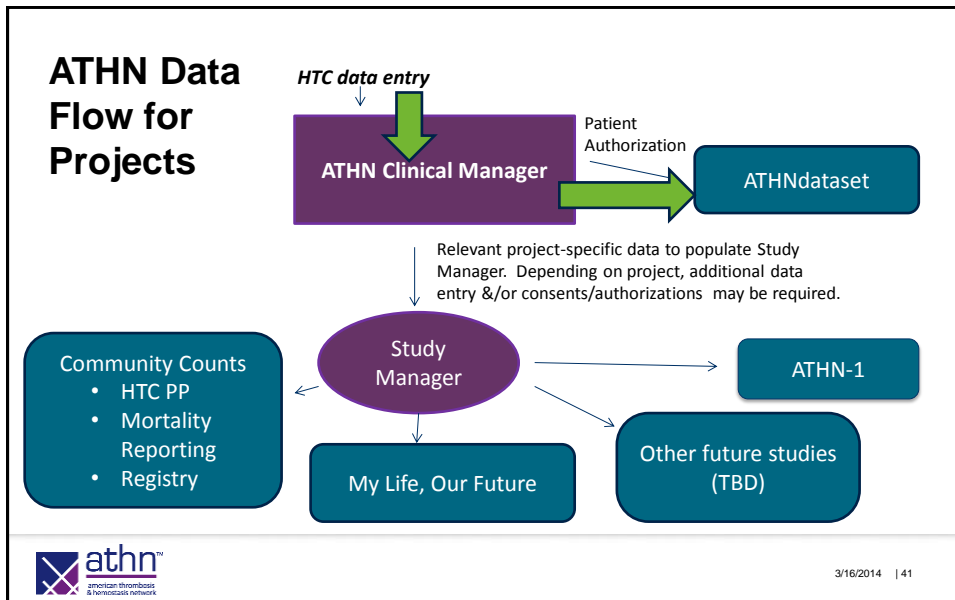 ATHN Data
Flow for
Projects
HTC data entry
ATHN Clinical Manager
Patient
Authorization
ATHNdataset
Relevant project-specific data to populate Study
Manager.  Depending on project, additional data
entry &/or consents/authorizations  may be required.
Study
Manager
Community Counts
• HTC PP
• Mortality
Reporting
• Registry
My Life, Our Future
ATHN-1
Other future studies
(TBD)
athn™
american thrombosis
& hemostasis network
3/16/2014 | 41